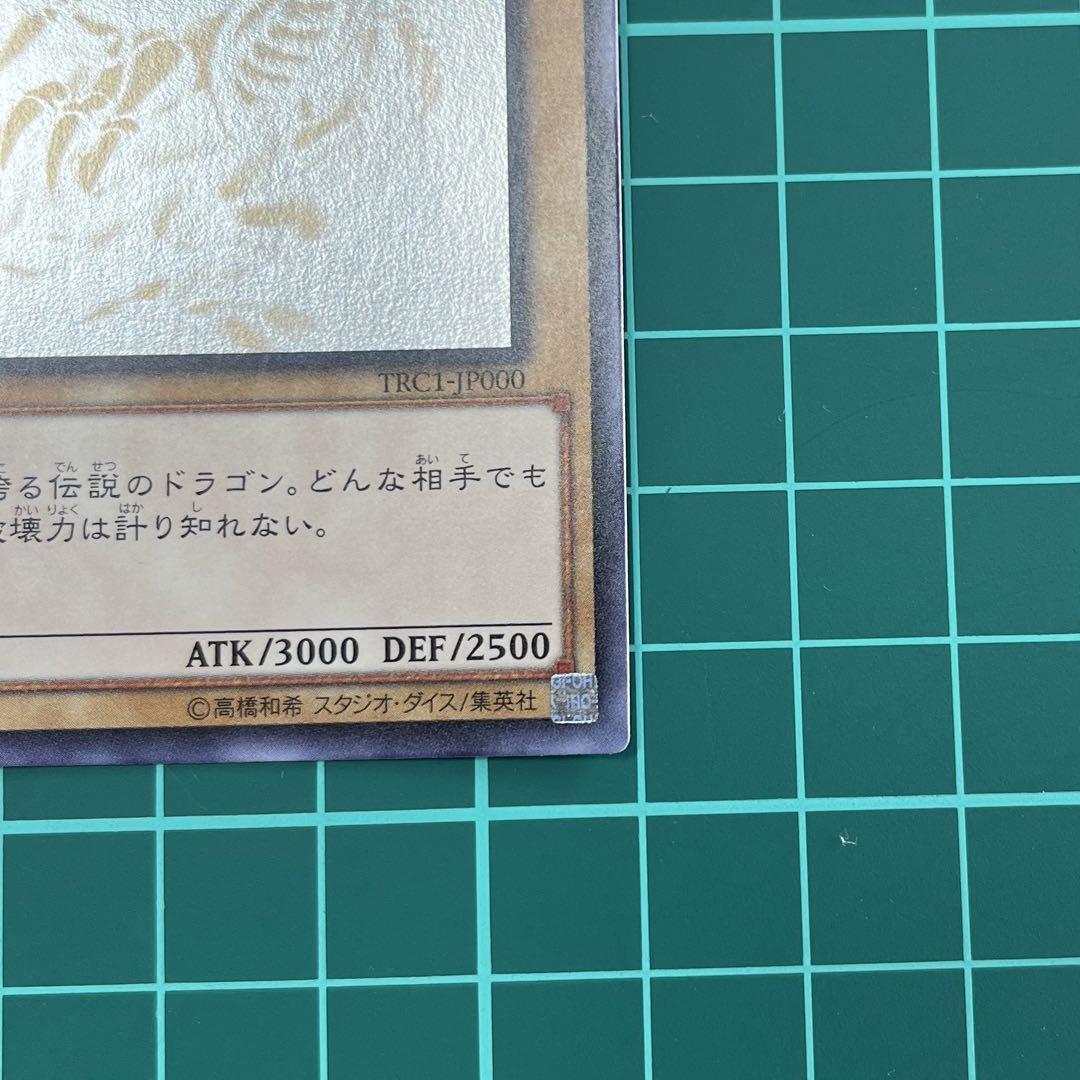 TRC1-JP000
る伝説のドラゴン。どんな相手でも
壊力は計り知れない。
ATK/3000 DEF/2500
©高橋和希 スタジオ・ダイス/集英社